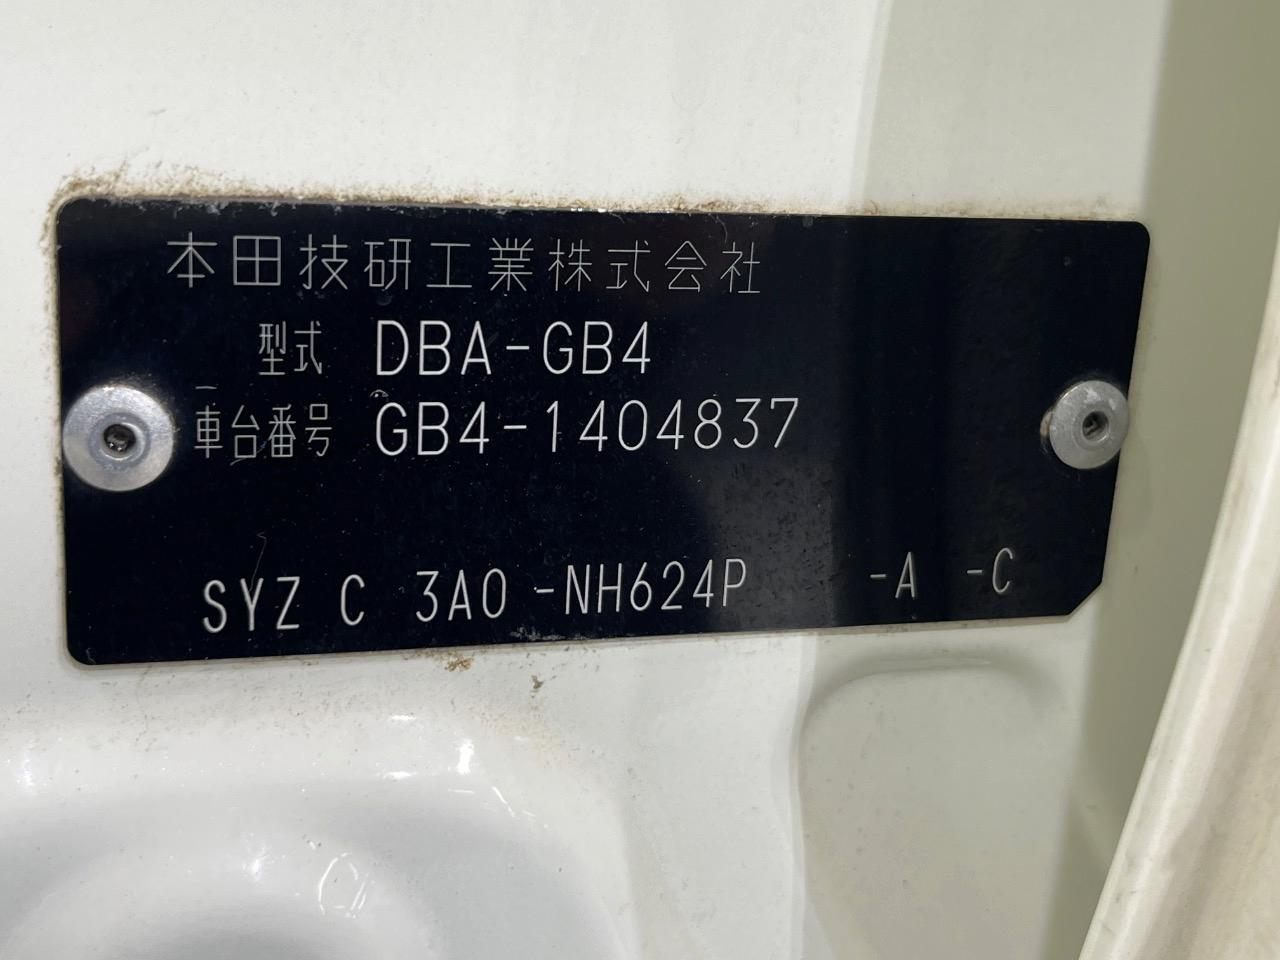 本田技研工業株式会社
型式 DBA-GB4
車台番号 GB4-1404837
SYZ C 3A0 -NH624P -A -C